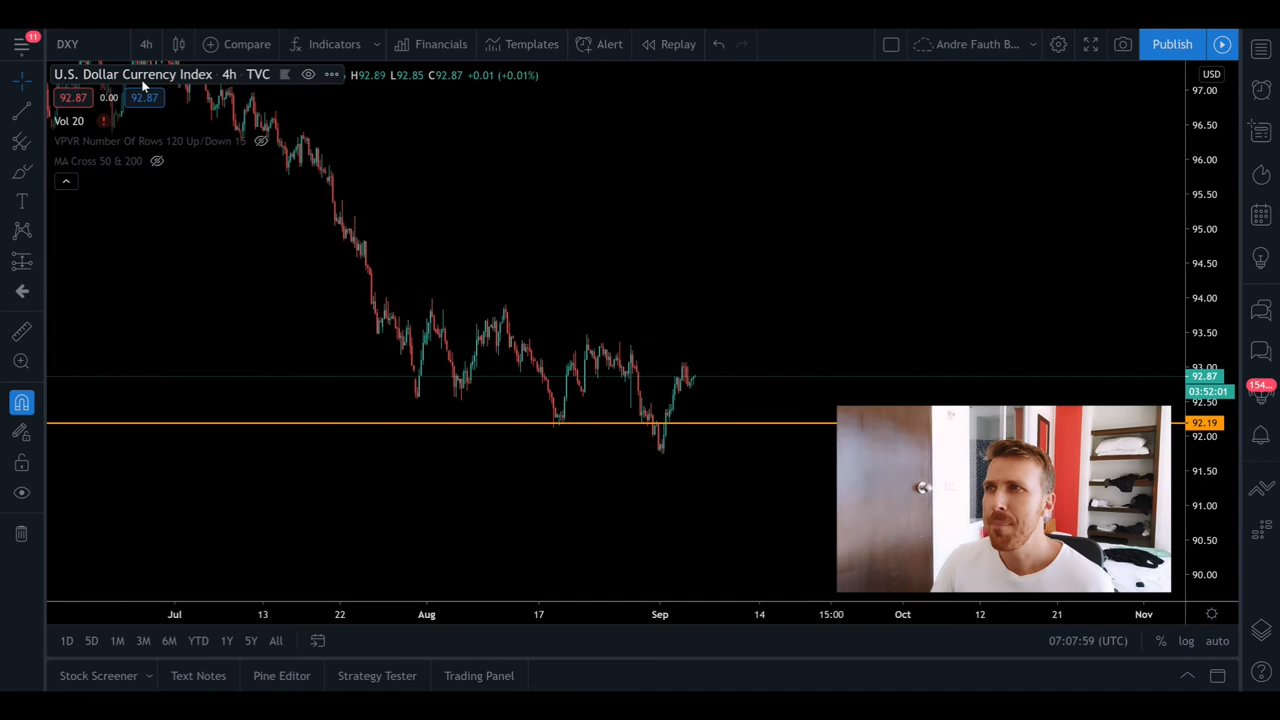 11
DXY 4h Compare Indicators Financials Templates Alert Replay Andre Fauth B... Publish
U.S. Dollar Currency Index · 4h · TVC H92.89 L92.85 C92.87 +0.01 (+0.01%) USD
92.87 0.00 92.87
97.00
Vol 20 !
96.50
VPVR Number Of Rows 120 Up/Down 15
MA Cross 50 & 200
96.00
95.50
95.00
94.50
94.00
93.50
93.00
92.87
03:52:01
154...
92.50
92.19
92.00
91.50
91.00
90.50
90.00
Jul 13 22 Aug 17 Sep 14 15:00 Oct 12 21 Nov
1D 5D 1M 3M 6M YTD 1Y 5Y All 07:07:59 (UTC) % log auto
Stock Screener Text Notes Pine Editor Strategy Tester Trading Panel